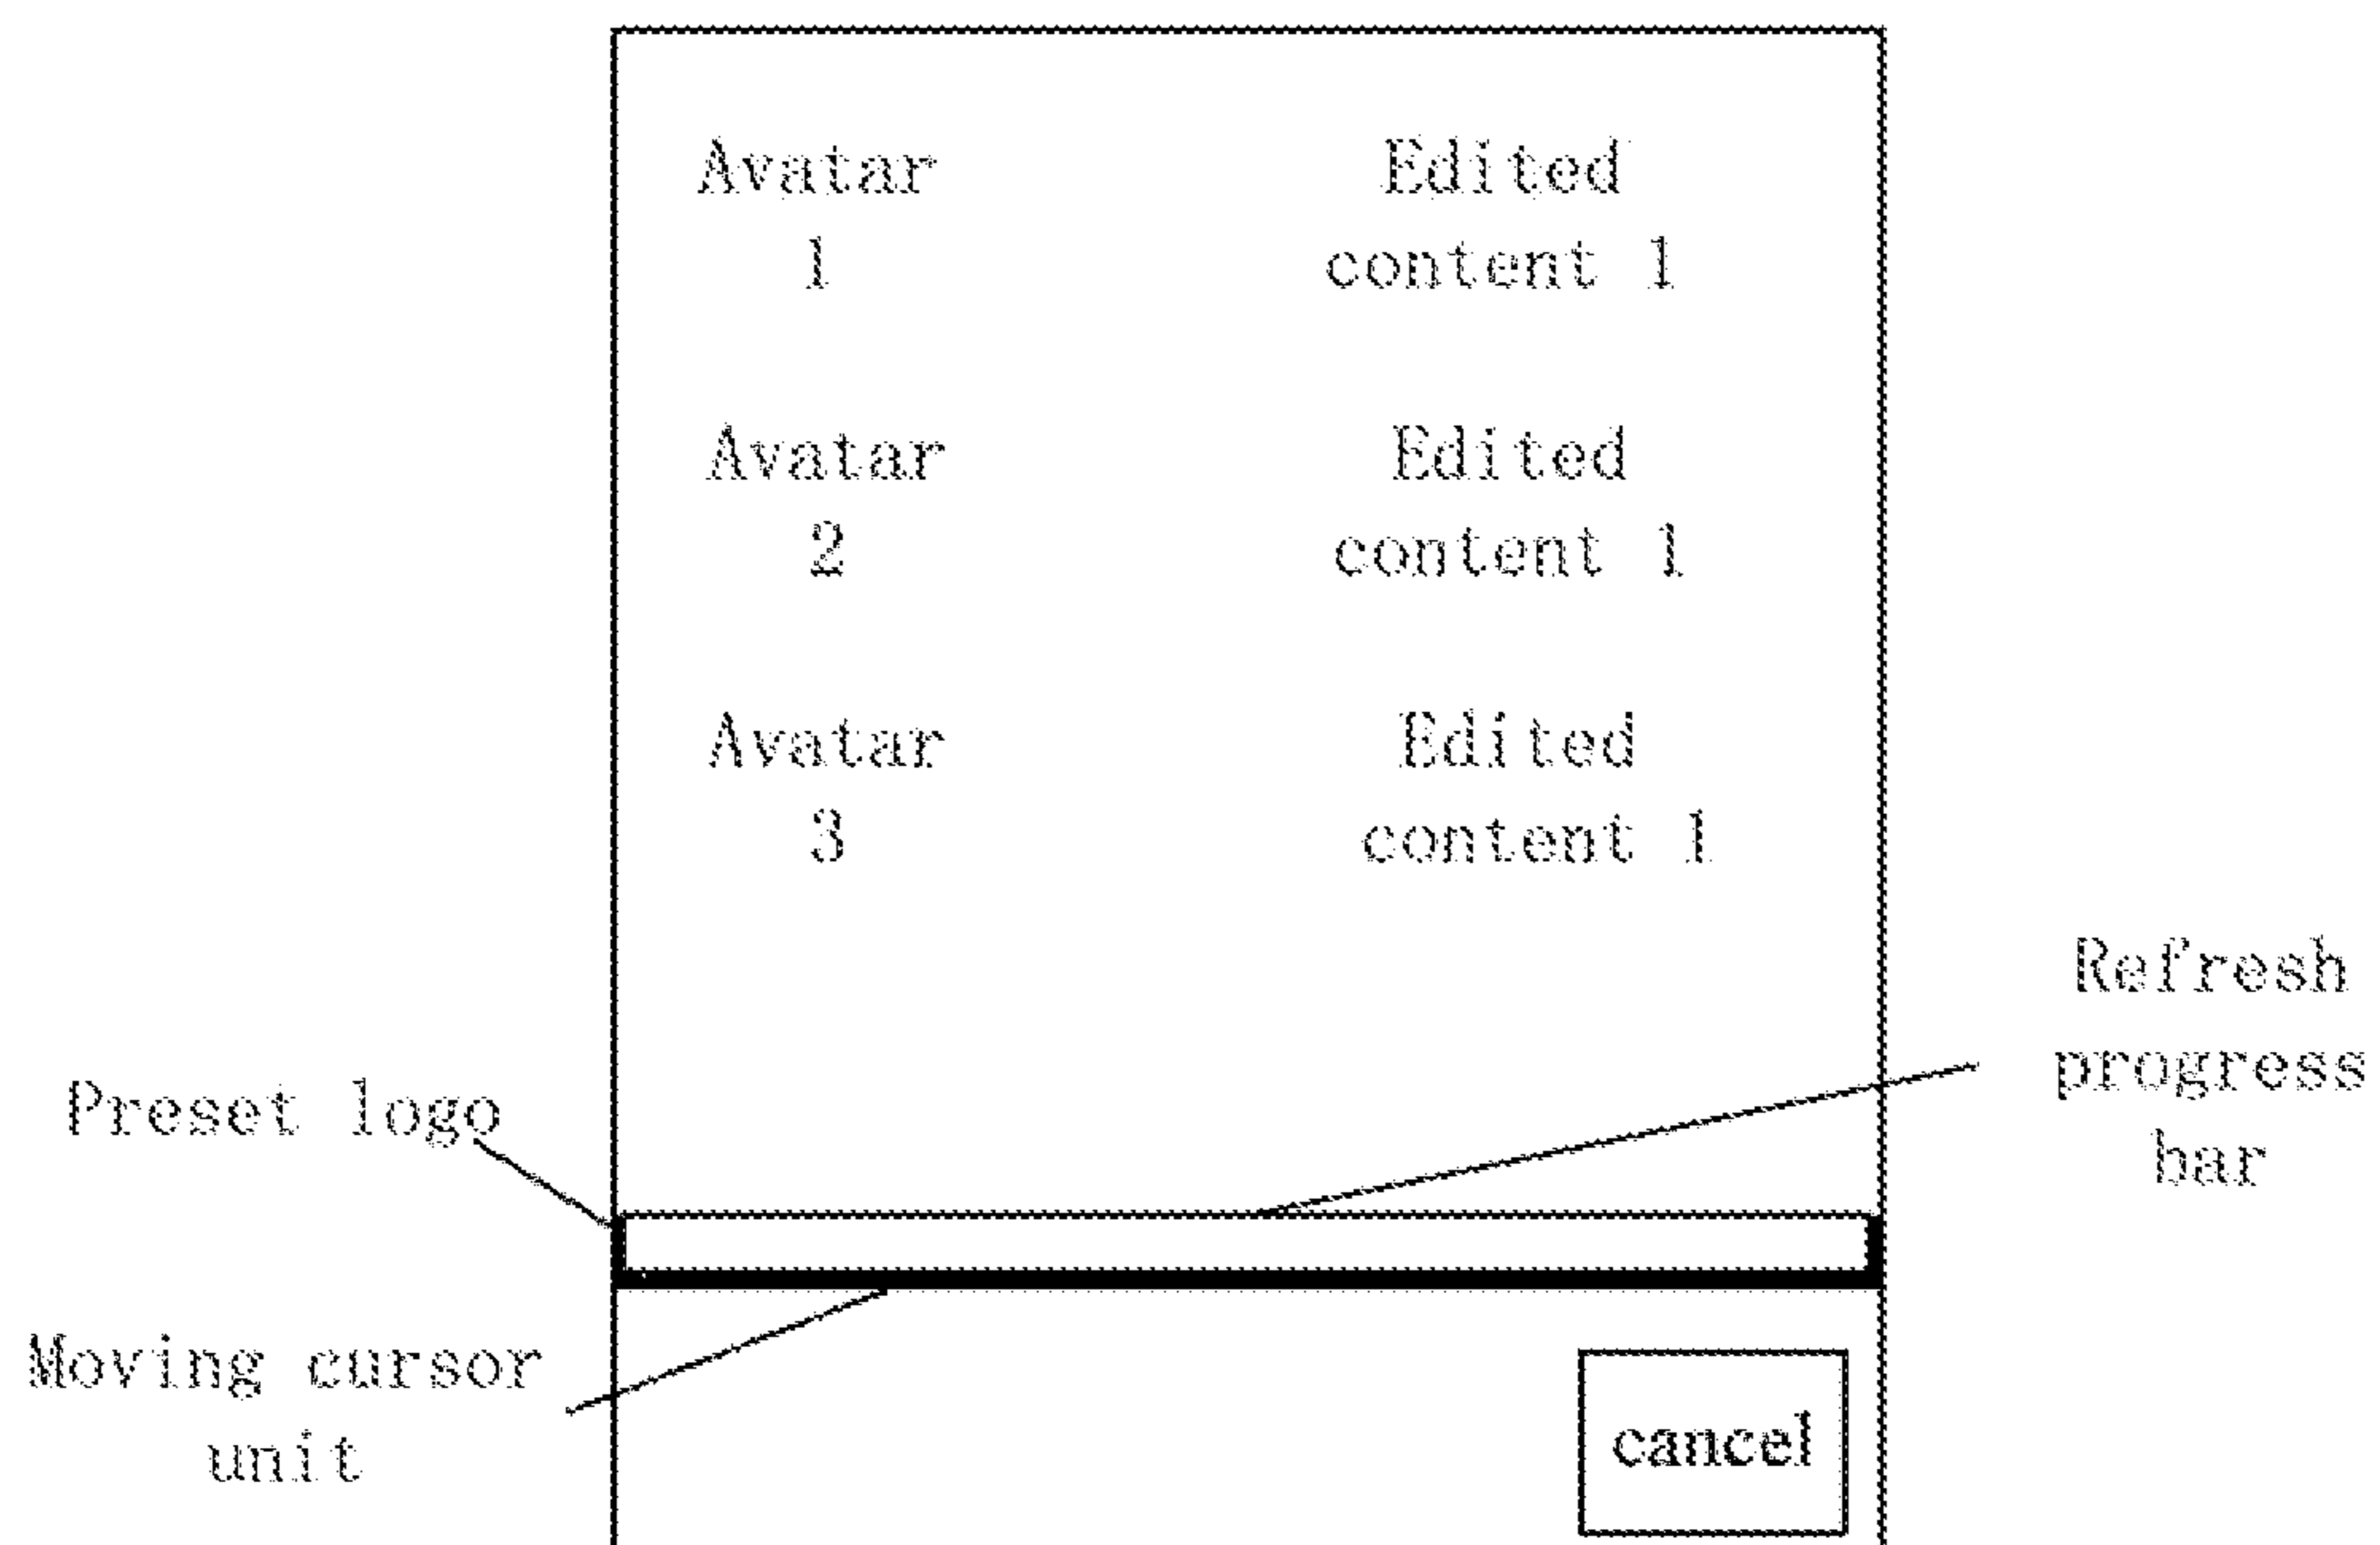 Avatar
1
Edited
content 1
Avatar
2
Edited
content 1
Avatar
3
Edited
content 1
Refresh
progress
bar
Preset logo
Moving cursor
unit
cancel